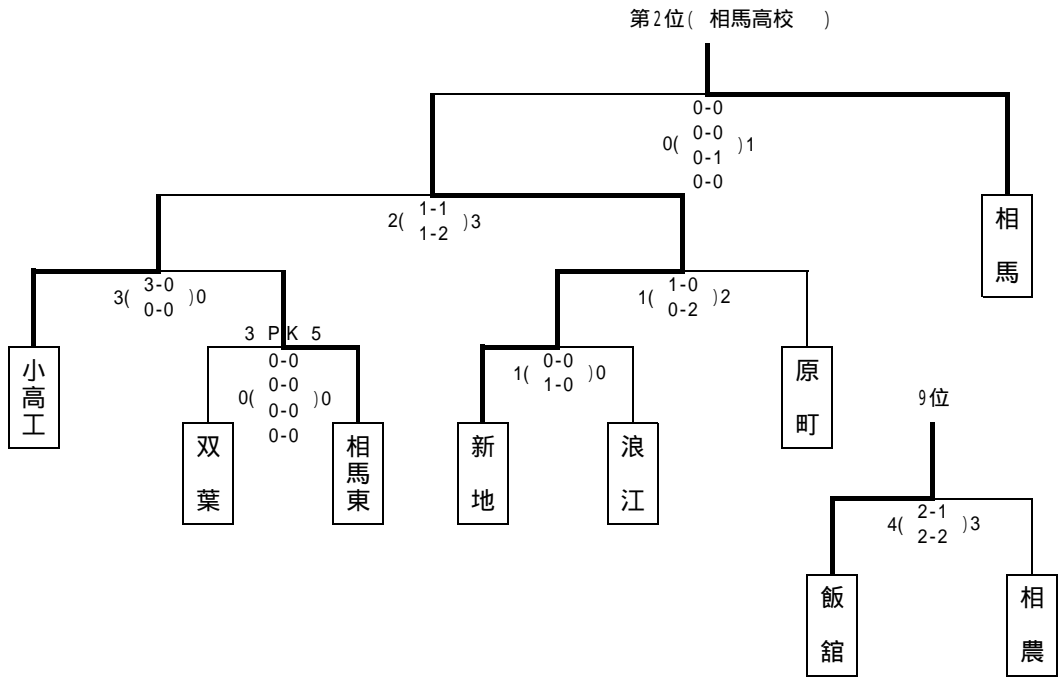 第2位( 相馬高校 )
0-0
0-0
0( )1
0-1
0-0
相馬
1-1
2( )3
1-2
3-0
3( )0
0-0
1-0
1( )2
0-2
3 PK 5
0-0
0-0
0( )0
0-0
0-0
0-0
1( )0
1-0
小高工
原町
9位
双葉
相馬東
新地
浪江
2-1
4( )3
2-2
飯舘
相農